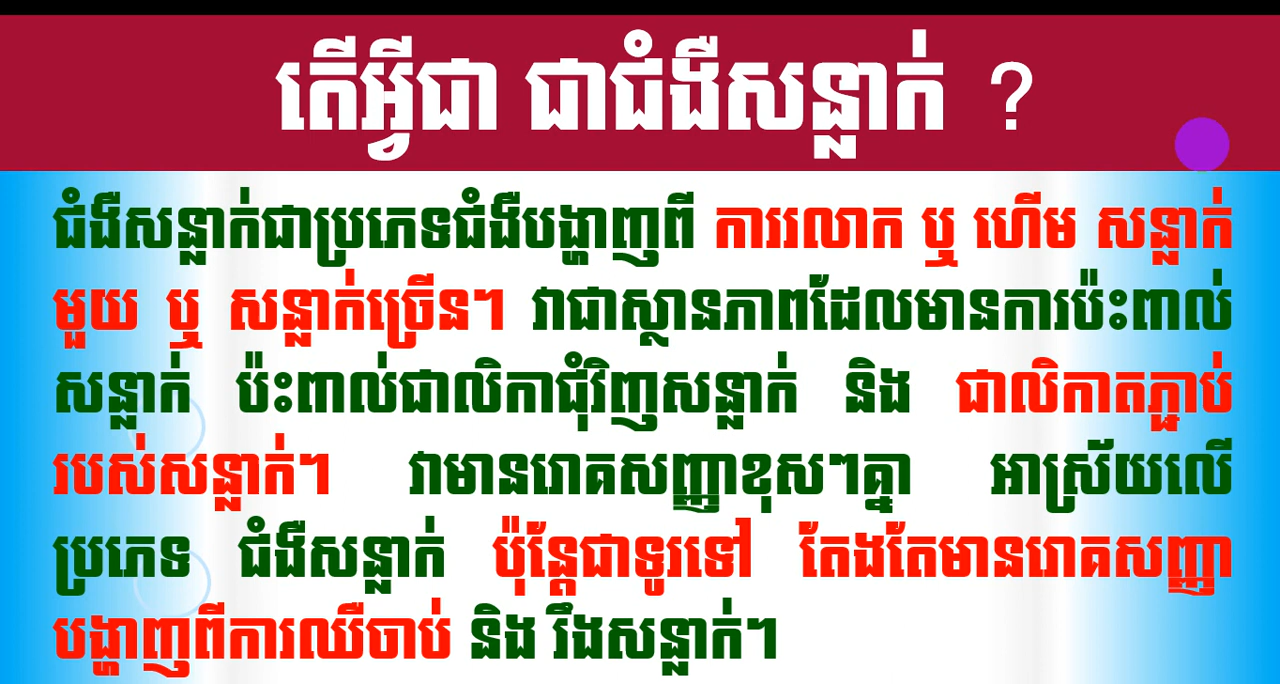 តើអ្វីជា ជាជំងឺសន្លាក់ ?
ជំងឺសន្លាក់ជាប្រភេទជំងឺបង្ហាញពី ការរលាក ឬ ហើម សន្លាក់
មួយ ឬ សន្លាក់ច្រើន។ វាជាស្ថានភាពដែលមានការប៉ះពាល់
សន្លាក់ ប៉ះពាល់ជាលិកាជុំវិញសន្លាក់ និង ជាលិកាតភ្ជាប់
របស់សន្លាក់។ វាមានរោគសញ្ញាខុសៗគ្នា អាស្រ័យលើ
ប្រភេទ ជំងឺសន្លាក់ ប៉ុន្តែជាទូរទៅ តែងតែមានរោគសញ្ញា
បង្ហាញពីការឈឺចាប់ និង រឹងសន្លាក់។